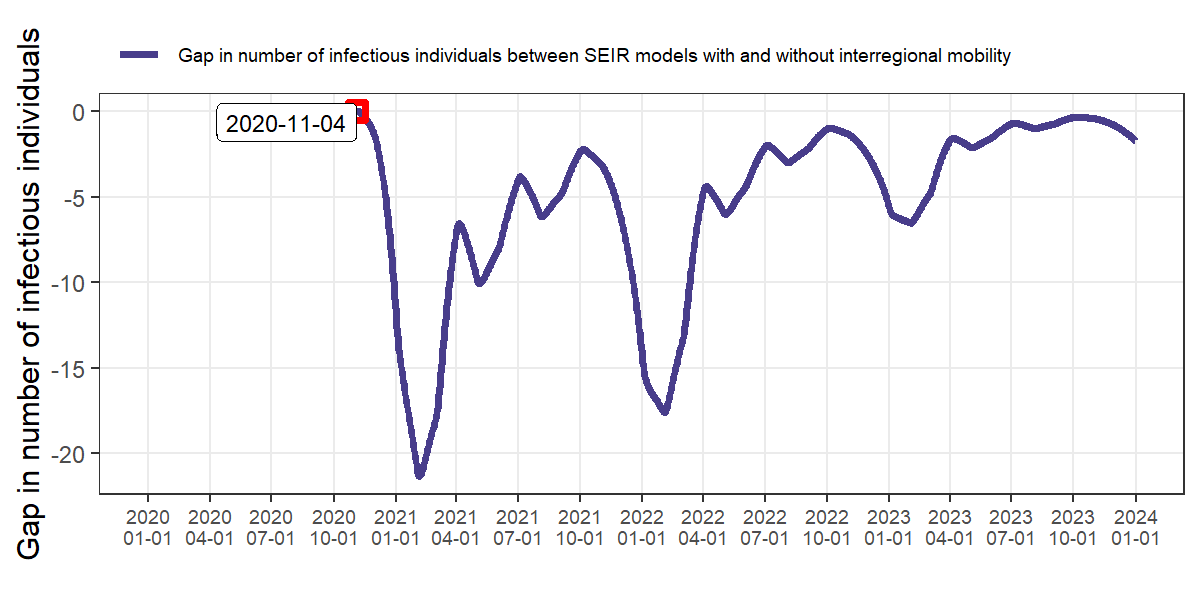 Gap in number of infectious individuals between SEIR models with and without interregional mobility
Gap in number of infectious individuals
0
-5
-10
-15
-20
2020-11-04
2020 2020 2020 2020 2021 2021 2021 2021 2022 2022 2022 2022 2023 2023 2023 2023 2024
01-01 04-01 07-01 10-01 01-01 04-01 07-01 10-01 01-01 04-01 07-01 10-01 01-01 04-01 07-01 10-01 01-01